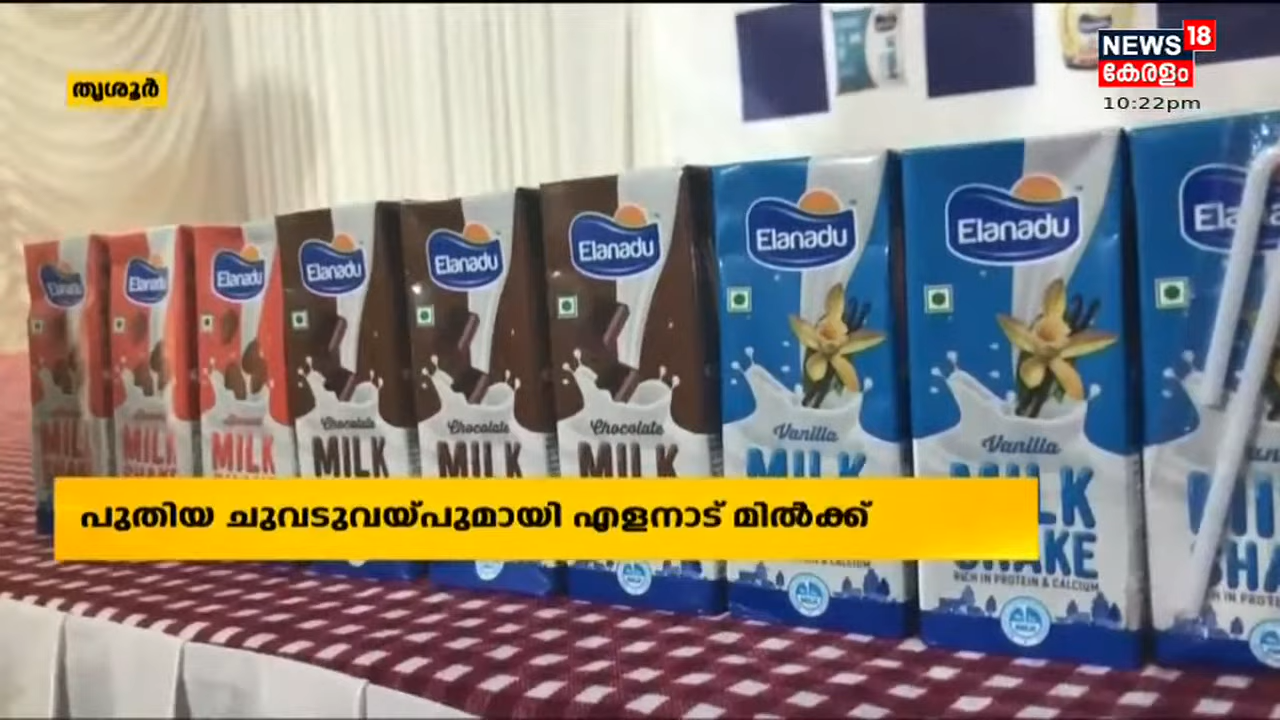 തൃശൂർ
NEWS 18
കേരളം
10:22pm
Elanadu
Elanadu
Elanadu
Elanadu
Elanadu
Elanadu
Elanadu
Elanadu
Chocolate
MILK
Chocolate
MILK
Chocolate
MILK
Vanilla
MILK
Vanilla
MILK
SHAKE
RICH IN PROTEIN & CALCIUM
MILK
MILK
MILK
പുതിയ ചുവടുവയ്പുമായി എളനാട് മിൽക്ക്